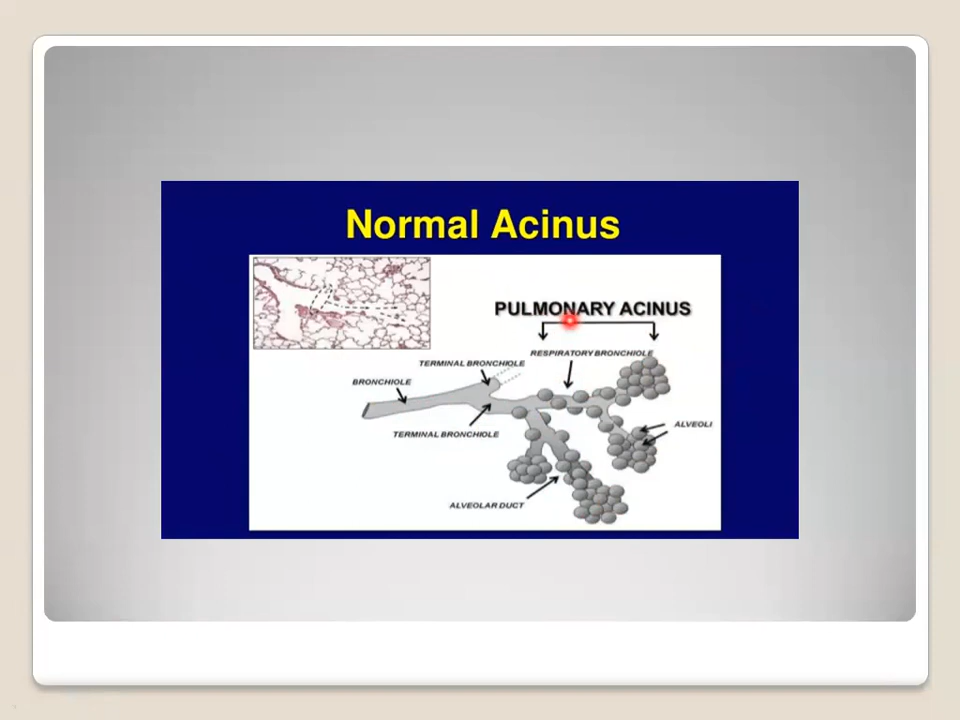 Normal Acinus
PULMONARY ACINUS
RESPIRATORY BRONCHIOLE
TERMINAL BRONCHIOLE
BRONCHIOLE
ALVEOLI
TERMINAL BRONCHIOLE
ALVEOLAR DUCT